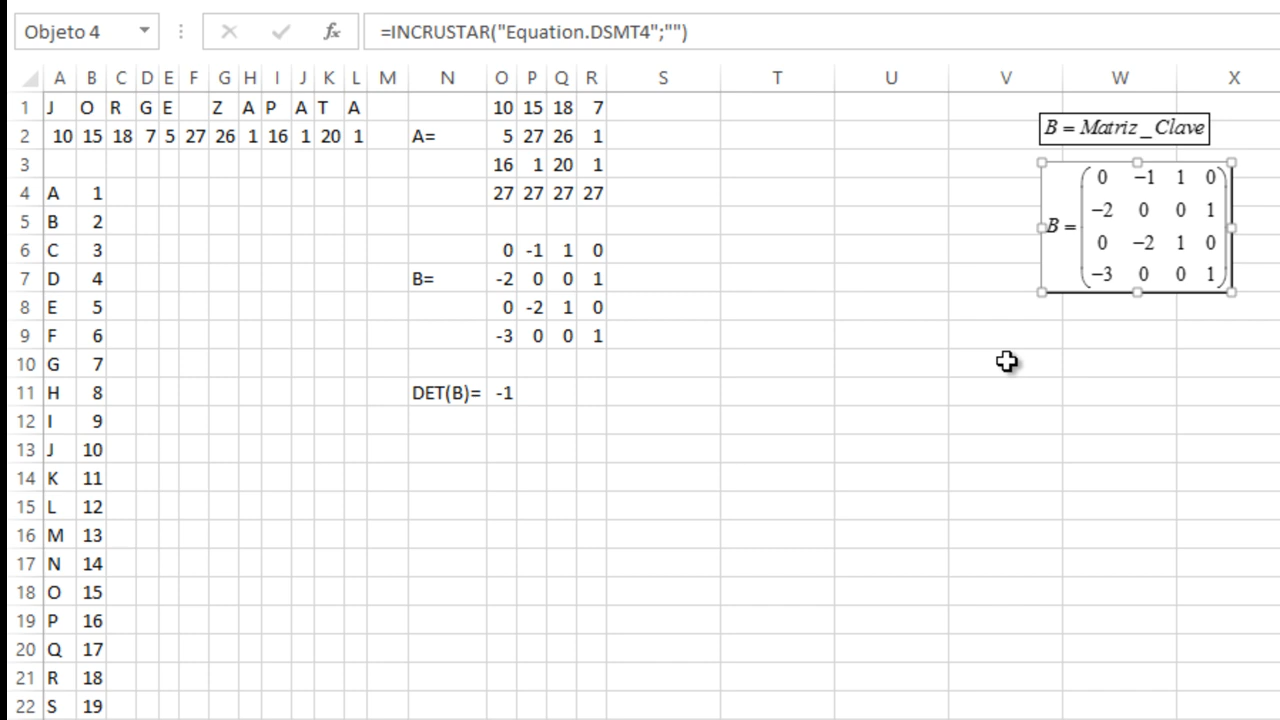 Objeto 4 fx =INCRUSTAR("Equation.DSMT4";"")
A B C D E F G H I J K L M N O P Q R S T U V W X
1 J O R G E Z A P A T A 10 15 18 7
2 10 15 18 7 5 27 26 1 16 1 20 1 A= 5 27 26 1
3 16 1 20 1
4 A 1 27 27 27 27
5 B 2
6 C 3 0 -1 1 0
7 D 4 B= -2 0 0 1
8 E 5 0 -2 1 0
9 F 6 -3 0 0 1
10 G 7
11 H 8 DET(B)= -1
12 I 9
13 J 10
14 K 11
15 L 12
16 M 13
17 N 14
18 O 15
19 P 16
20 Q 17
21 R 18
22 S 19
B = Matriz _ Clave
0 −1 1 0
−2 0 0 1
B =
0 −2 1 0
−3 0 0 1